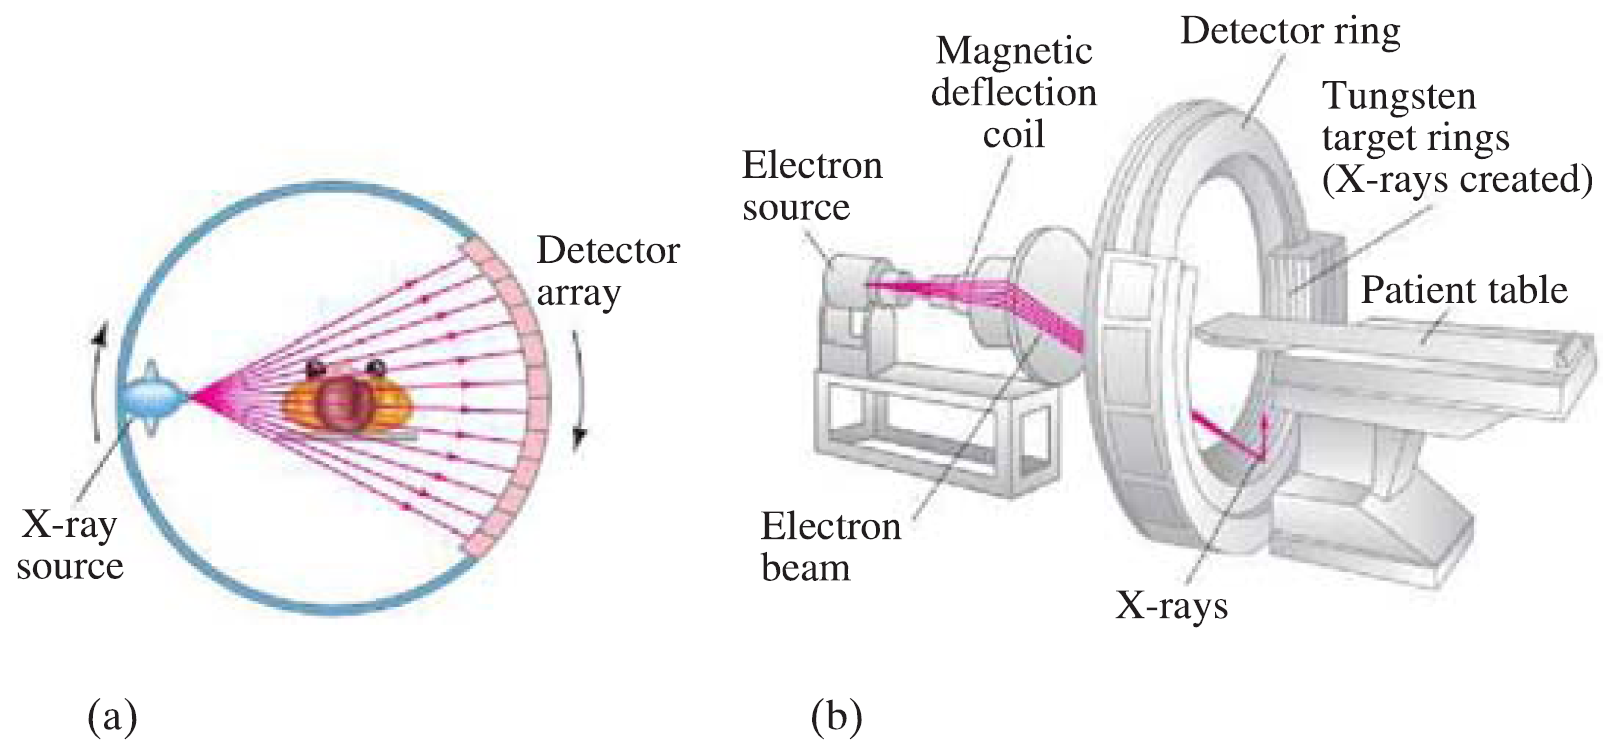 Detector
array
X-ray
source
(a)
Magnetic
deflection
coil
Detector ring
Tungsten
target rings
(X-rays created)
Electron
source
Patient table
Electron
beam
X-rays
(b)